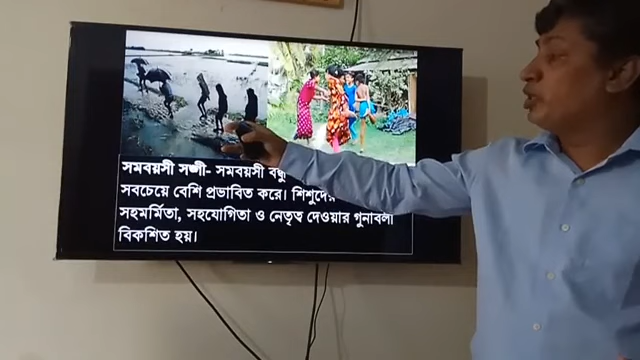 সমবয়সী সঙ্গী- সমবয়সী বন্ধু
সবচেয়ে বেশি প্রভাবিত করে। শিশুদের
সহমর্মিতা, সহযোগিতা ও নেতৃত্ব দেওয়ার গুনাবলী
বিকশিত হয়।